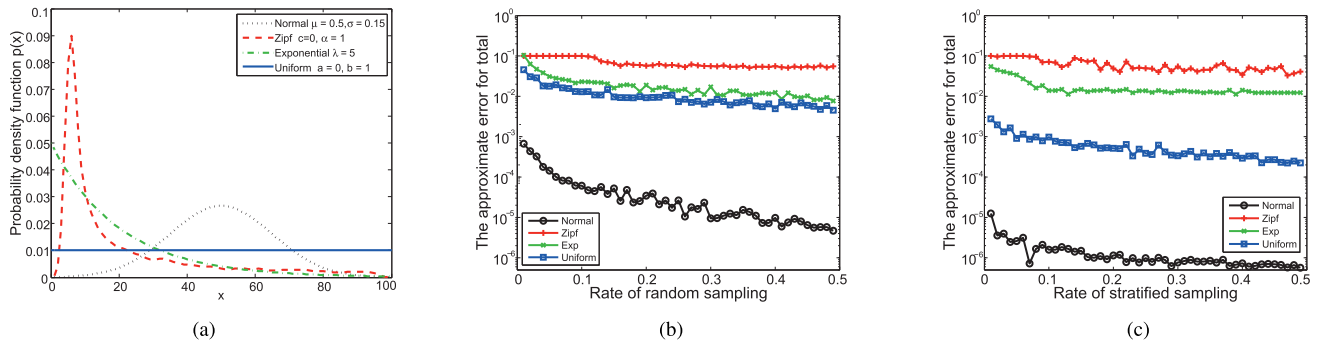 Probability density function p(x)
0.1
0.09
0.08
0.07
0.06
0.05
0.04
0.03
0.02
0.01
0
0 20 40 60 80 100
x
Normal μ = 0.5,σ = 0.15
Zipf c=0, α = 1
Exponential λ = 5
Uniform a = 0, b = 1
(a)
The approximate error for total
10⁰
10⁻¹
10⁻²
10⁻³
10⁻⁴
10⁻⁵
10⁻⁶
0 0.1 0.2 0.3 0.4 0.5
Rate of random sampling
Normal
Zipf
Exp
Uniform
(b)
The approximate error for total
10⁰
10⁻¹
10⁻²
10⁻³
10⁻⁴
10⁻⁵
10⁻⁶
0 0.1 0.2 0.3 0.4 0.5
Rate of stratified sampling
Normal
Zipf
Exp
Uniform
(c)